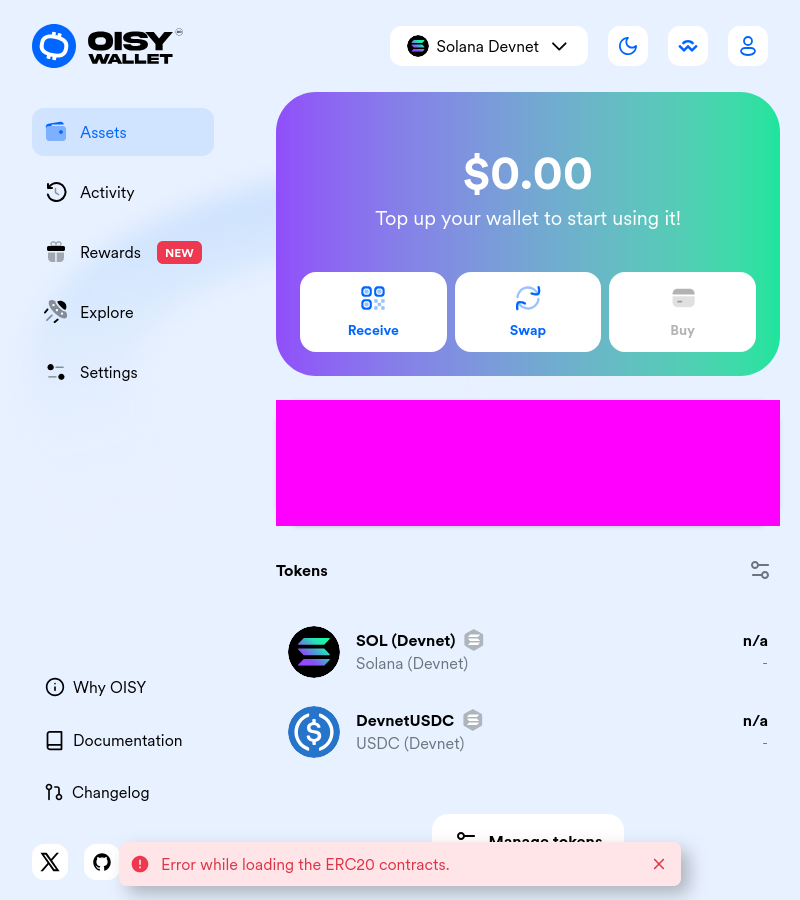 OISY
WALLET
Solana Devnet
Assets
Activity
Rewards NEW
Explore
Settings
$0.00
Top up your wallet to start using it!
Receive
Swap
Buy
Tokens
SOL (Devnet)
n/a
Solana (Devnet)
-
DevnetUSDC
n/a
USDC (Devnet)
-
Why OISY
Documentation
Changelog
Manage tokens
Error while loading the ERC20 contracts.